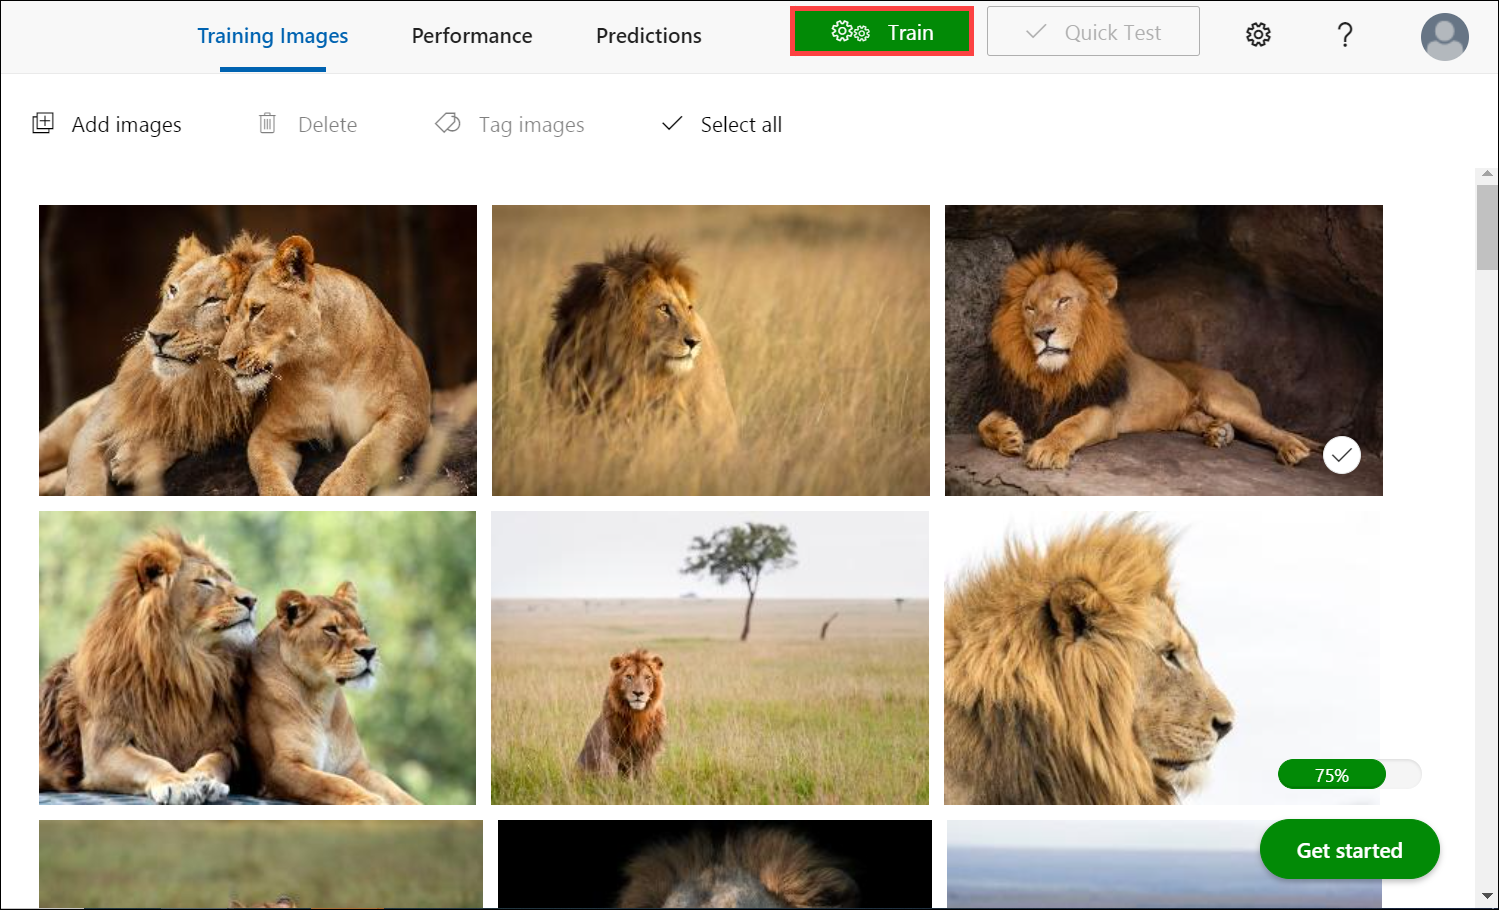 Training Images
Performance
Predictions
Train
Quick Test
?
Add images
Delete
Tag images
Select all
75%
Get started